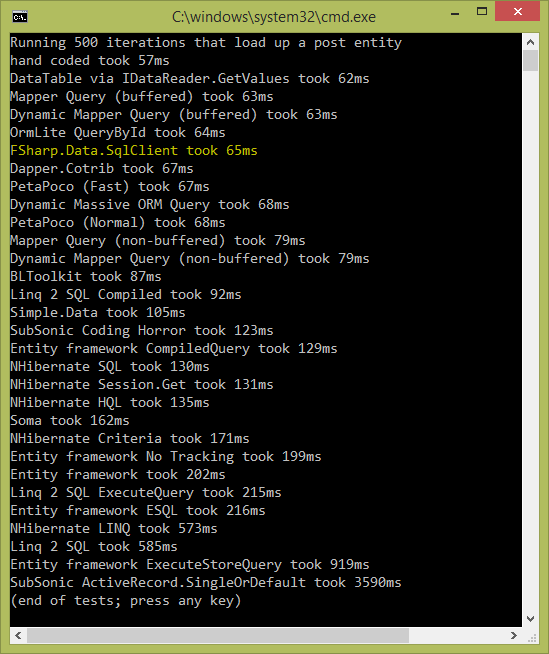 C:\windows\system32\cmd.exe
Running 500 iterations that load up a post entity
hand coded took 57ms
DataTable via IDataReader.GetValues took 62ms
Mapper Query (buffered) took 63ms
Dynamic Mapper Query (buffered) took 63ms
OrmLite QueryById took 64ms
FSharp.Data.SqlClient took 65ms
Dapper.Cotrib took 67ms
PetaPoco (Fast) took 67ms
Dynamic Massive ORM Query took 68ms
PetaPoco (Normal) took 68ms
Mapper Query (non-buffered) took 79ms
Dynamic Mapper Query (non-buffered) took 79ms
BLToolkit took 87ms
Linq 2 SQL Compiled took 92ms
Simple.Data took 105ms
SubSonic Coding Horror took 123ms
Entity framework CompiledQuery took 129ms
NHibernate SQL took 130ms
NHibernate Session.Get took 131ms
NHibernate HQL took 135ms
Soma took 162ms
NHibernate Criteria took 171ms
Entity framework No Tracking took 199ms
Entity framework took 202ms
Linq 2 SQL ExecuteQuery took 215ms
Entity framework ESQL took 216ms
NHibernate LINQ took 573ms
Linq 2 SQL took 585ms
Entity framework ExecuteStoreQuery took 919ms
SubSonic ActiveRecord.SingleOrDefault took 3590ms
(end of tests; press any key)